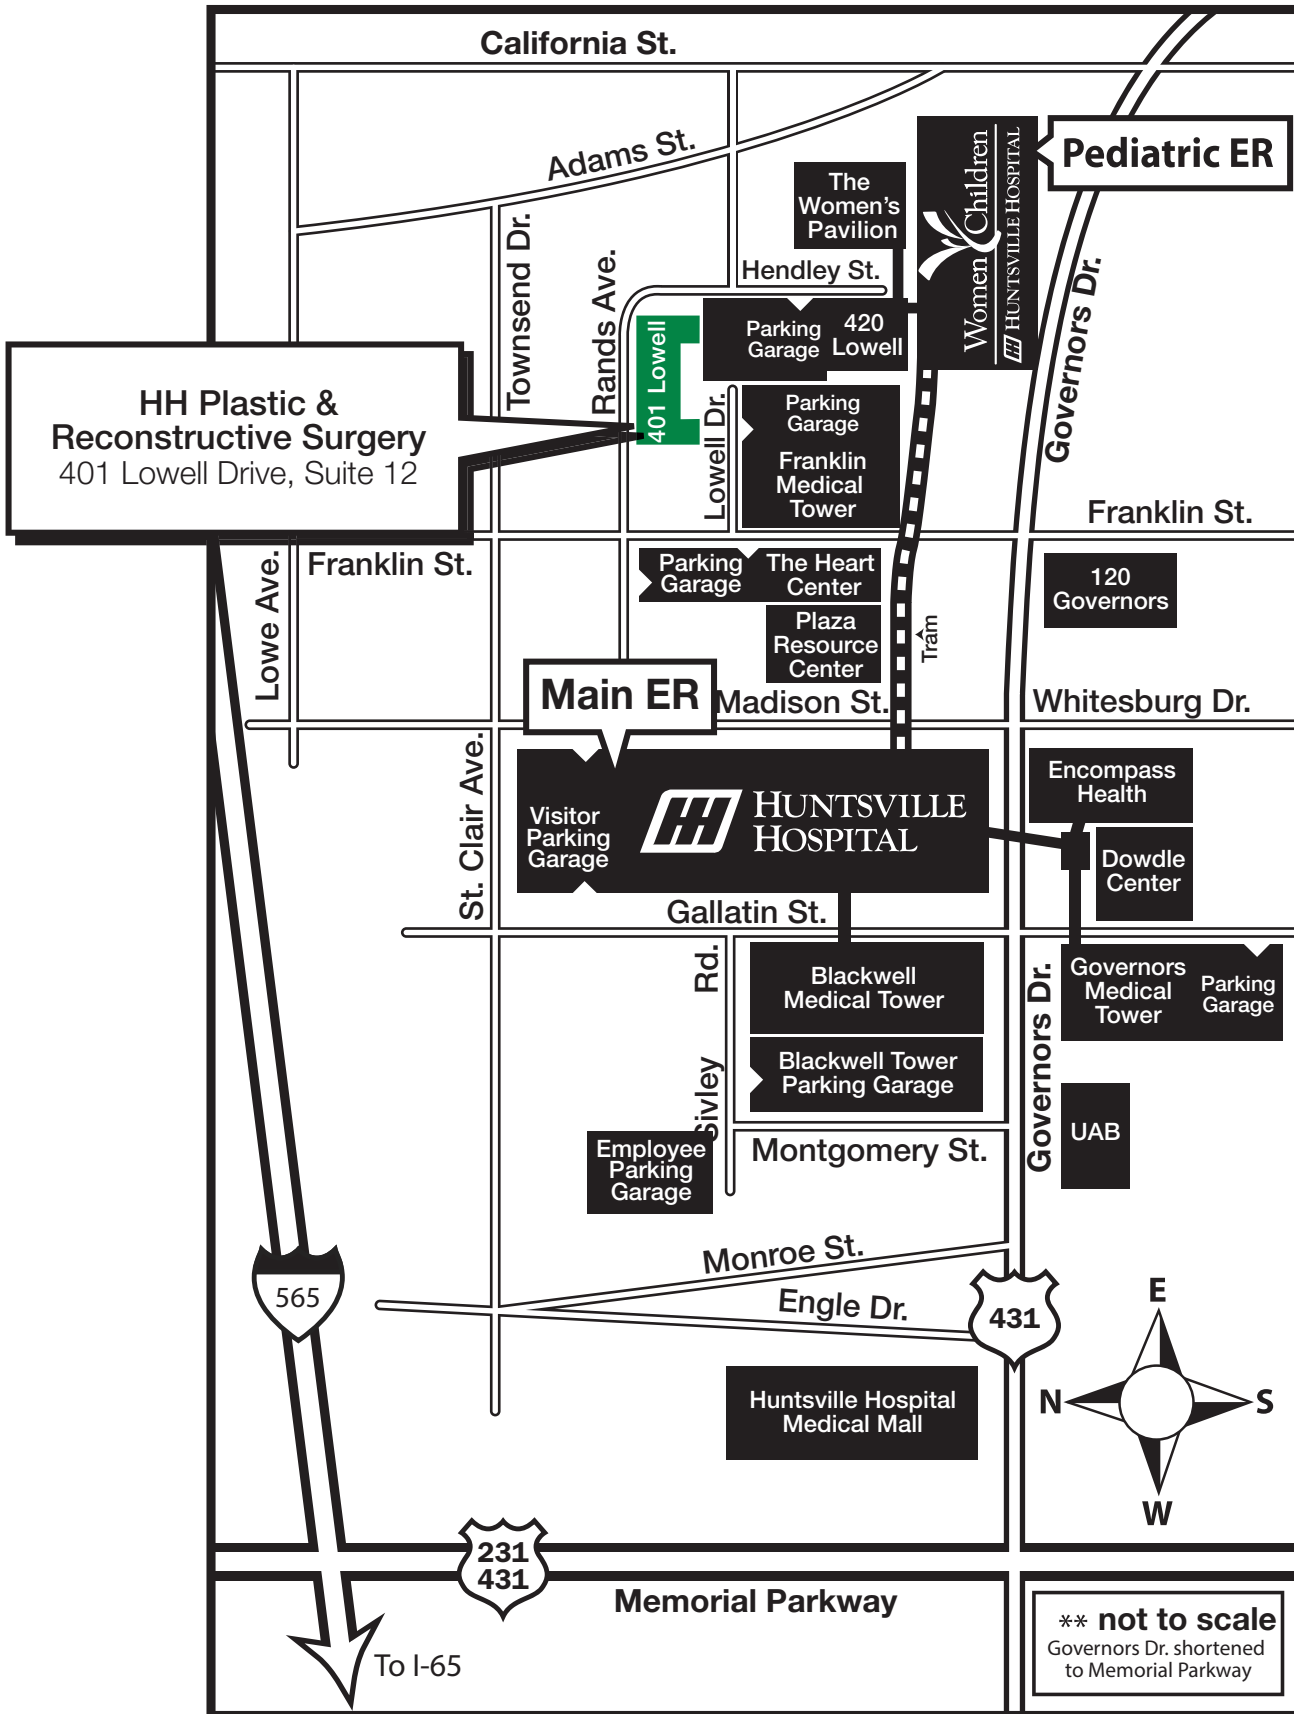 California St.
Adams St.
Pediatric ER
The
Women's
Pavilion
Women Children
HUNTSVILLE HOSPITAL
Hendley St.
Townsend Dr.
Rands Ave.
401 Lowell
Parking
Garage
420
Lowell
Governors Dr.
HH Plastic &
Reconstructive Surgery
401 Lowell Drive, Suite 12
Lowell Dr.
Parking
Garage
Franklin
Medical
Tower
Franklin St.
Franklin St.
Lowe Ave.
Parking
Garage
The Heart
Center
120
Governors
Plaza
Resource
Center
Tram
Main ER
Madison St.
Whitesburg Dr.
St. Clair Ave.
Visitor
Parking
Garage
HUNTSVILLE
HOSPITAL
Encompass
Health
Dowdle
Center
Gallatin St.
Sivley Rd.
Blackwell
Medical Tower
Governors
Medical
Tower
Parking
Garage
Blackwell Tower
Parking Garage
Governors Dr.
UAB
Employee
Parking
Garage
Montgomery St.
Monroe St.
Engle Dr.
565
431
E
N
S
W
Huntsville Hospital
Medical Mall
231
431
Memorial Parkway
To I-65
** not to scale
Governors Dr. shortened
to Memorial Parkway